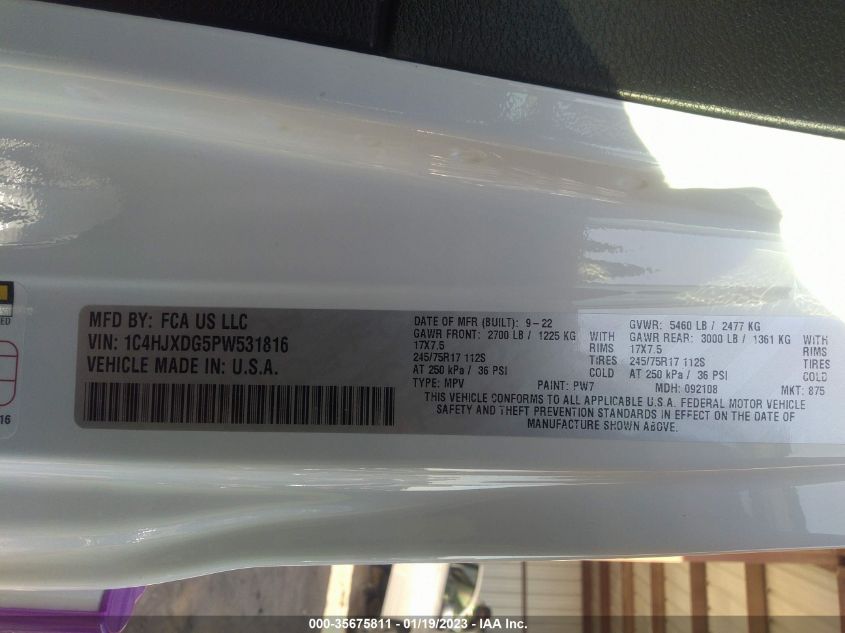 ED
16
MFD BY: FCA US LLC
VIN: 1C4HJXDG5PW531816
VEHICLE MADE IN: U.S.A.
DATE OF MFR (BUILT): 9-22
GAWR FRONT: 2700 LB / 1225 KG WITH
17X7.5 RIMS
245/75R17 112S TIRES
AT 250 kPa / 36 PSI COLD
GVWR: 5460 LB / 2477 KG
GAWR REAR: 3000 LB / 1361 KG WITH
17X7.5 RIMS
245/75R17 112S TIRES
AT 250 kPa / 36 PSI COLD
TYPE: MPV PAINT: PW7 MDH: 092108 MKT: 875
THIS VEHICLE CONFORMS TO ALL APPLICABLE U.S.A. FEDERAL MOTOR VEHICLE
SAFETY AND THEFT PREVENTION STANDARDS IN EFFECT ON THE DATE OF
MANUFACTURE SHOWN ABOVE.
000-35675811 - 01/19/2023 - IAA Inc.